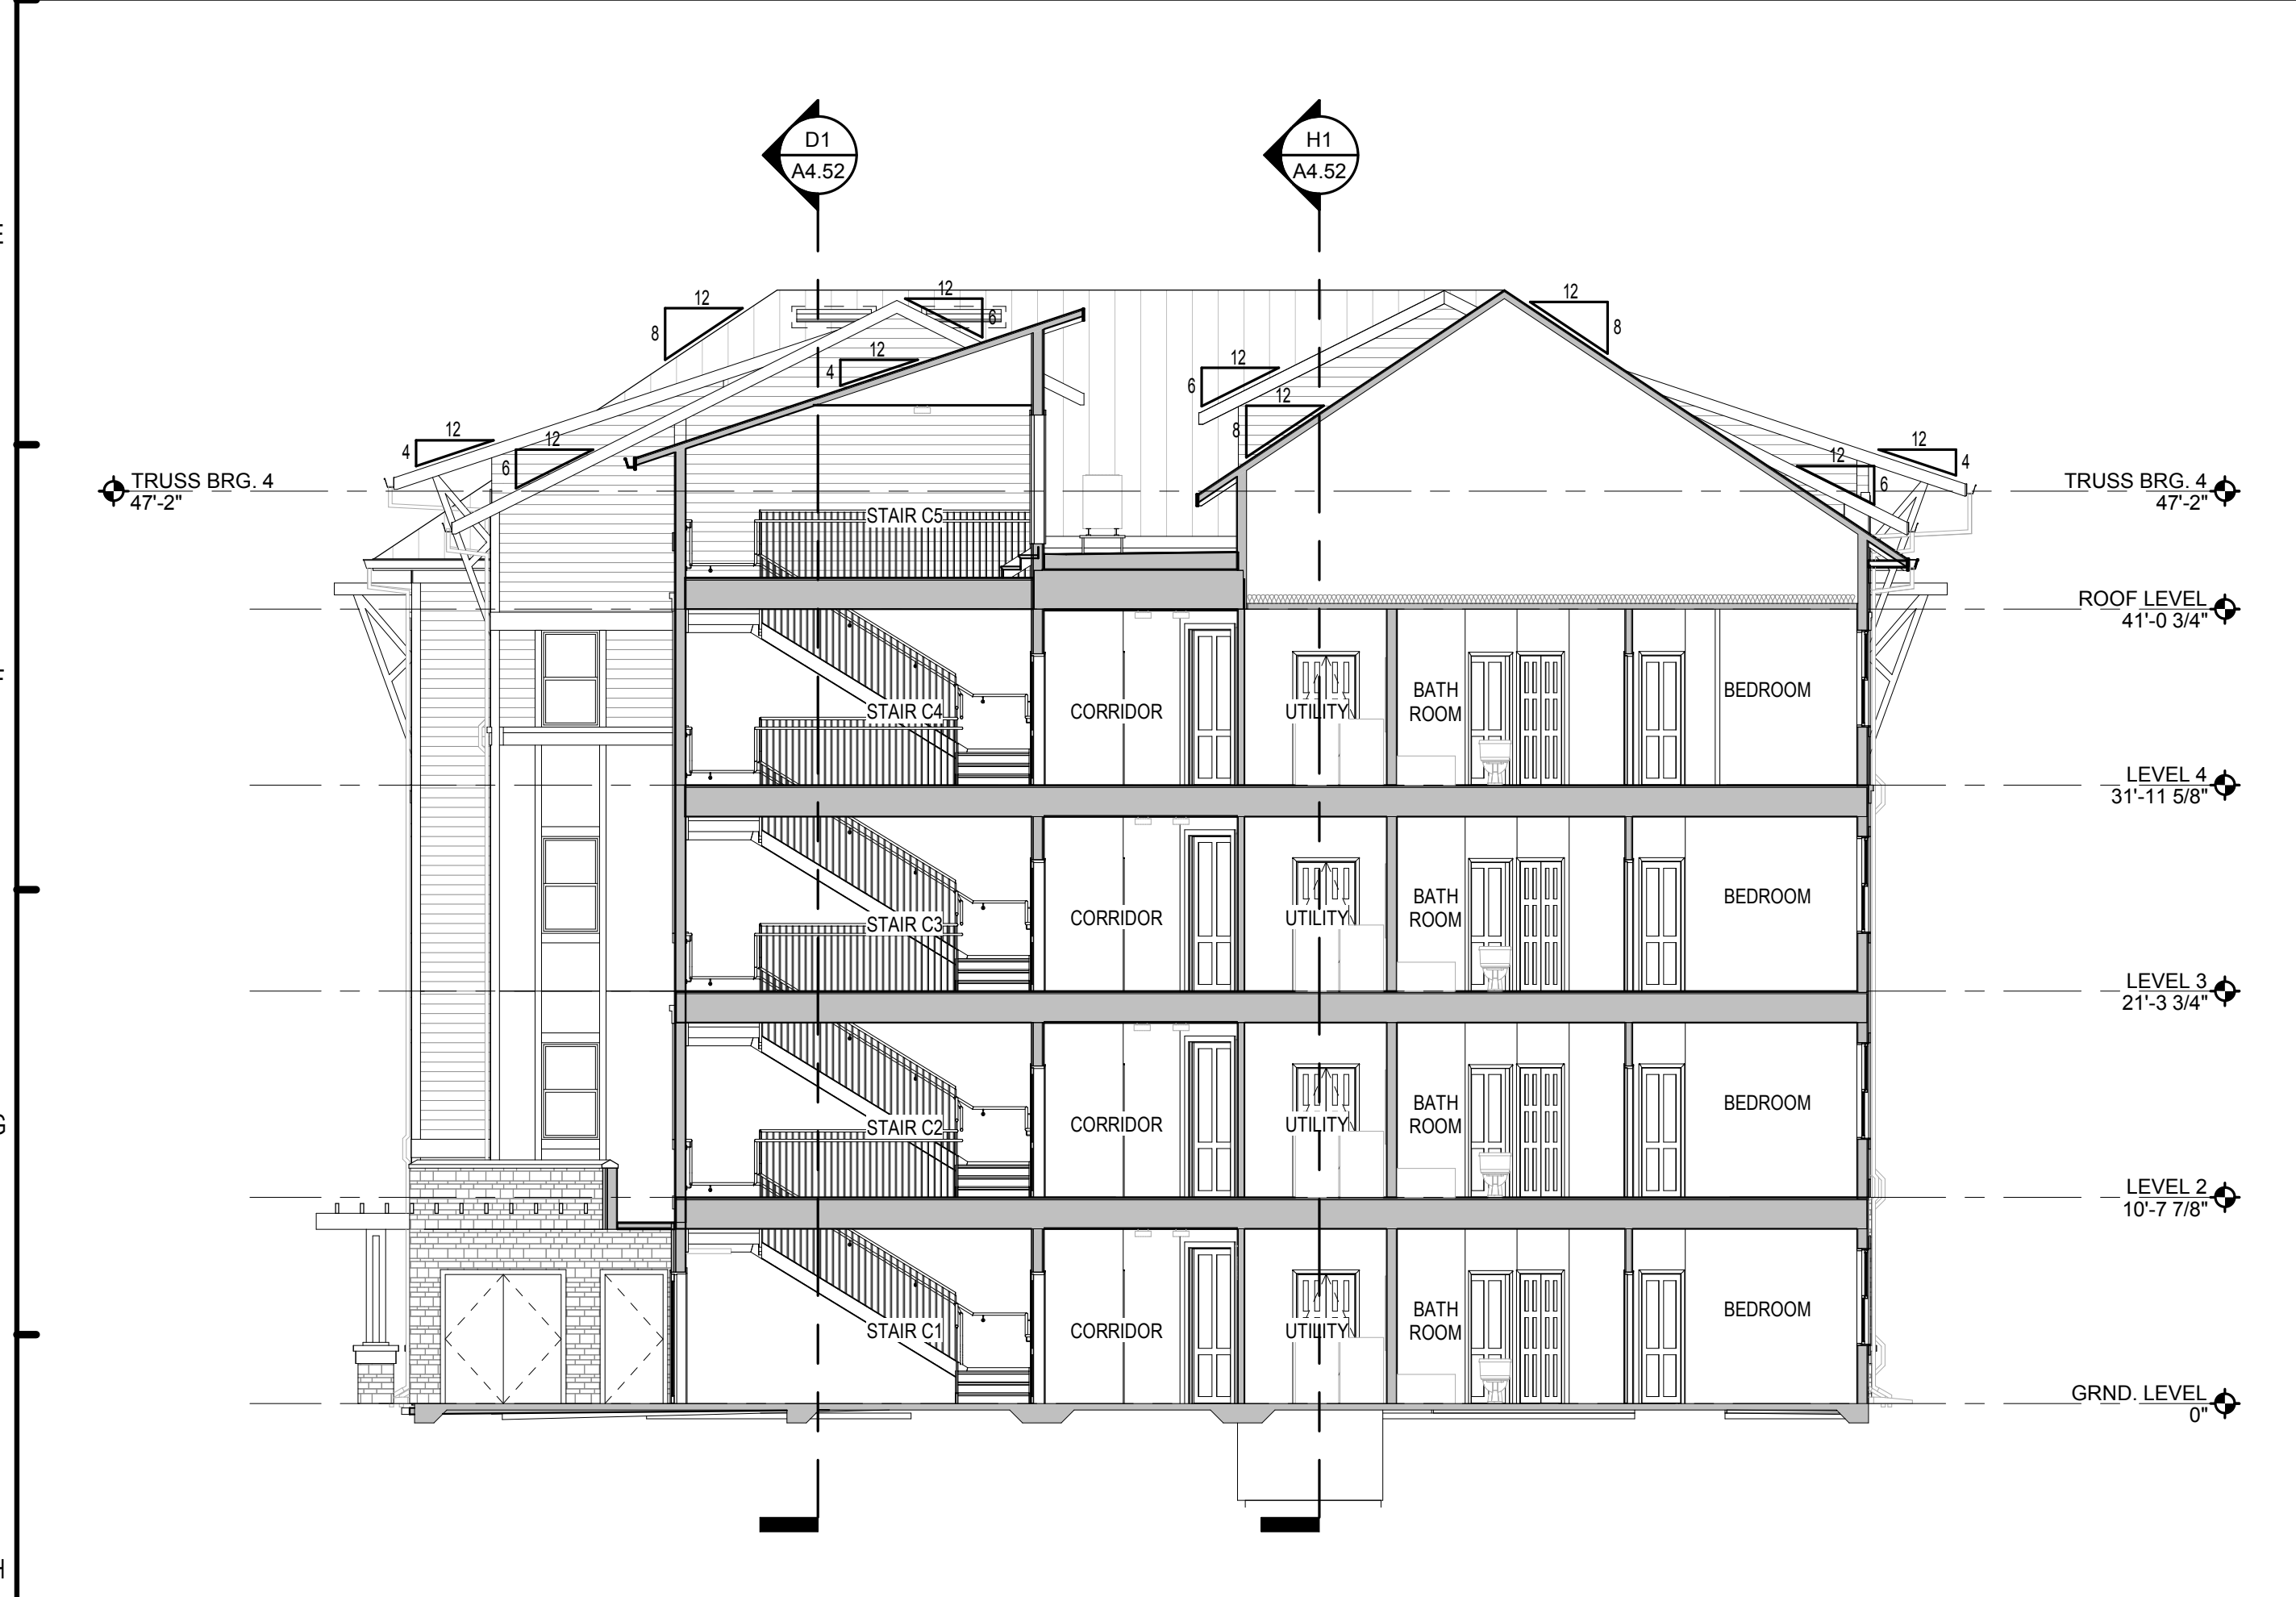 D1
A4.52
H1
A4.52
12
8
12
6
12
4
12
4
12
6
12
6
12
8
12
8
12
4
12
6
TRUSS BRG. 4
47'-2"
TRUSS BRG. 4
47'-2"
STAIR C5
ROOF LEVEL
41'-0 3/4"
STAIR C4
CORRIDOR
UTILITY
BATH
ROOM
BEDROOM
LEVEL 4
31'-11 5/8"
STAIR C3
CORRIDOR
UTILITY
BATH
ROOM
BEDROOM
LEVEL 3
21'-3 3/4"
STAIR C2
CORRIDOR
UTILITY
BATH
ROOM
BEDROOM
LEVEL 2
10'-7 7/8"
STAIR C1
CORRIDOR
UTILITY
BATH
ROOM
BEDROOM
GRND. LEVEL
0"